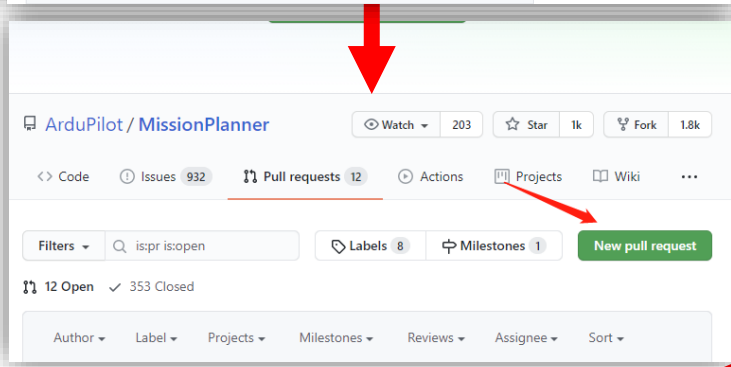 ArduPilot / MissionPlanner Watch 203 Star 1k Fork 1.8k
Code Issues 932 Pull requests 12 Actions Projects Wiki ...
Filters is:pr is:open Labels 8 Milestones 1 New pull request
12 Open 353 Closed
Author Label Projects Milestones Reviews Assignee Sort